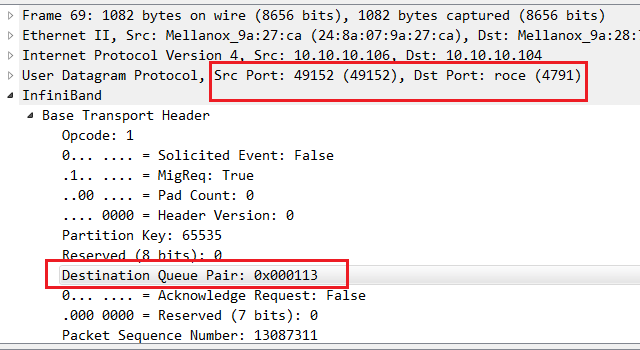 Frame 69: 1082 bytes on wire (8656 bits), 1082 bytes captured (8656 bits)
Ethernet II, Src: Mellanox_9a:27:ca (24:8a:07:9a:27:ca), Dst: Mellanox_9a:28:
Internet Protocol Version 4, Src: 10.10.10.106, Dst: 10.10.10.104
User Datagram Protocol, Src Port: 49152 (49152), Dst Port: roce (4791)
InfiniBand
Base Transport Header
Opcode: 1
0... .... = Solicited Event: False
.1.. .... = MigReq: True
..00 .... = Pad Count: 0
.... 0000 = Header Version: 0
Partition Key: 65535
Reserved (8 bits): 0
Destination Queue Pair: 0x000113
0... .... = Acknowledge Request: False
.000 0000 = Reserved (7 bits): 0
Packet Sequence Number: 13087311